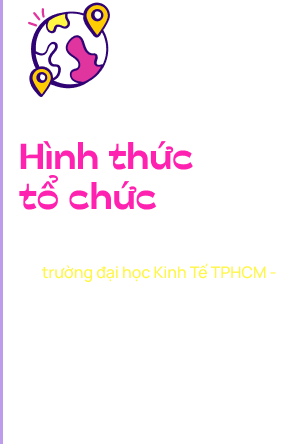 Hình thức
tổ chức
trường đại học Kinh Tế TPHCM -